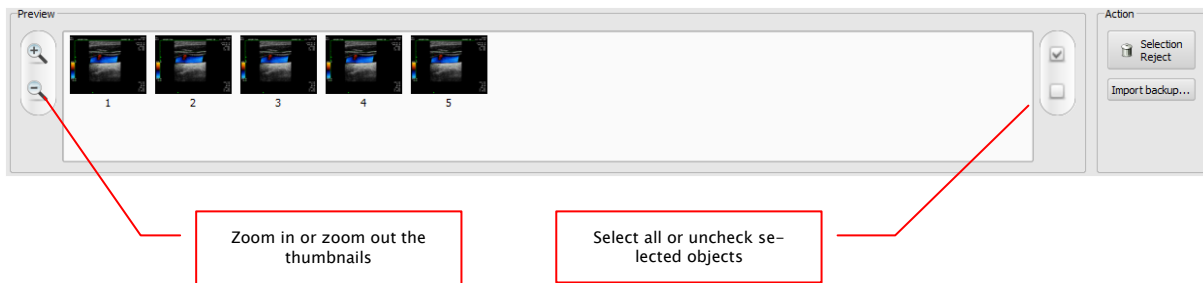 Preview
Action
Selection
Reject
Import backup...
1 2 3 4 5
Zoom in or zoom out the
thumbnails
Select all or uncheck se-
lected objects